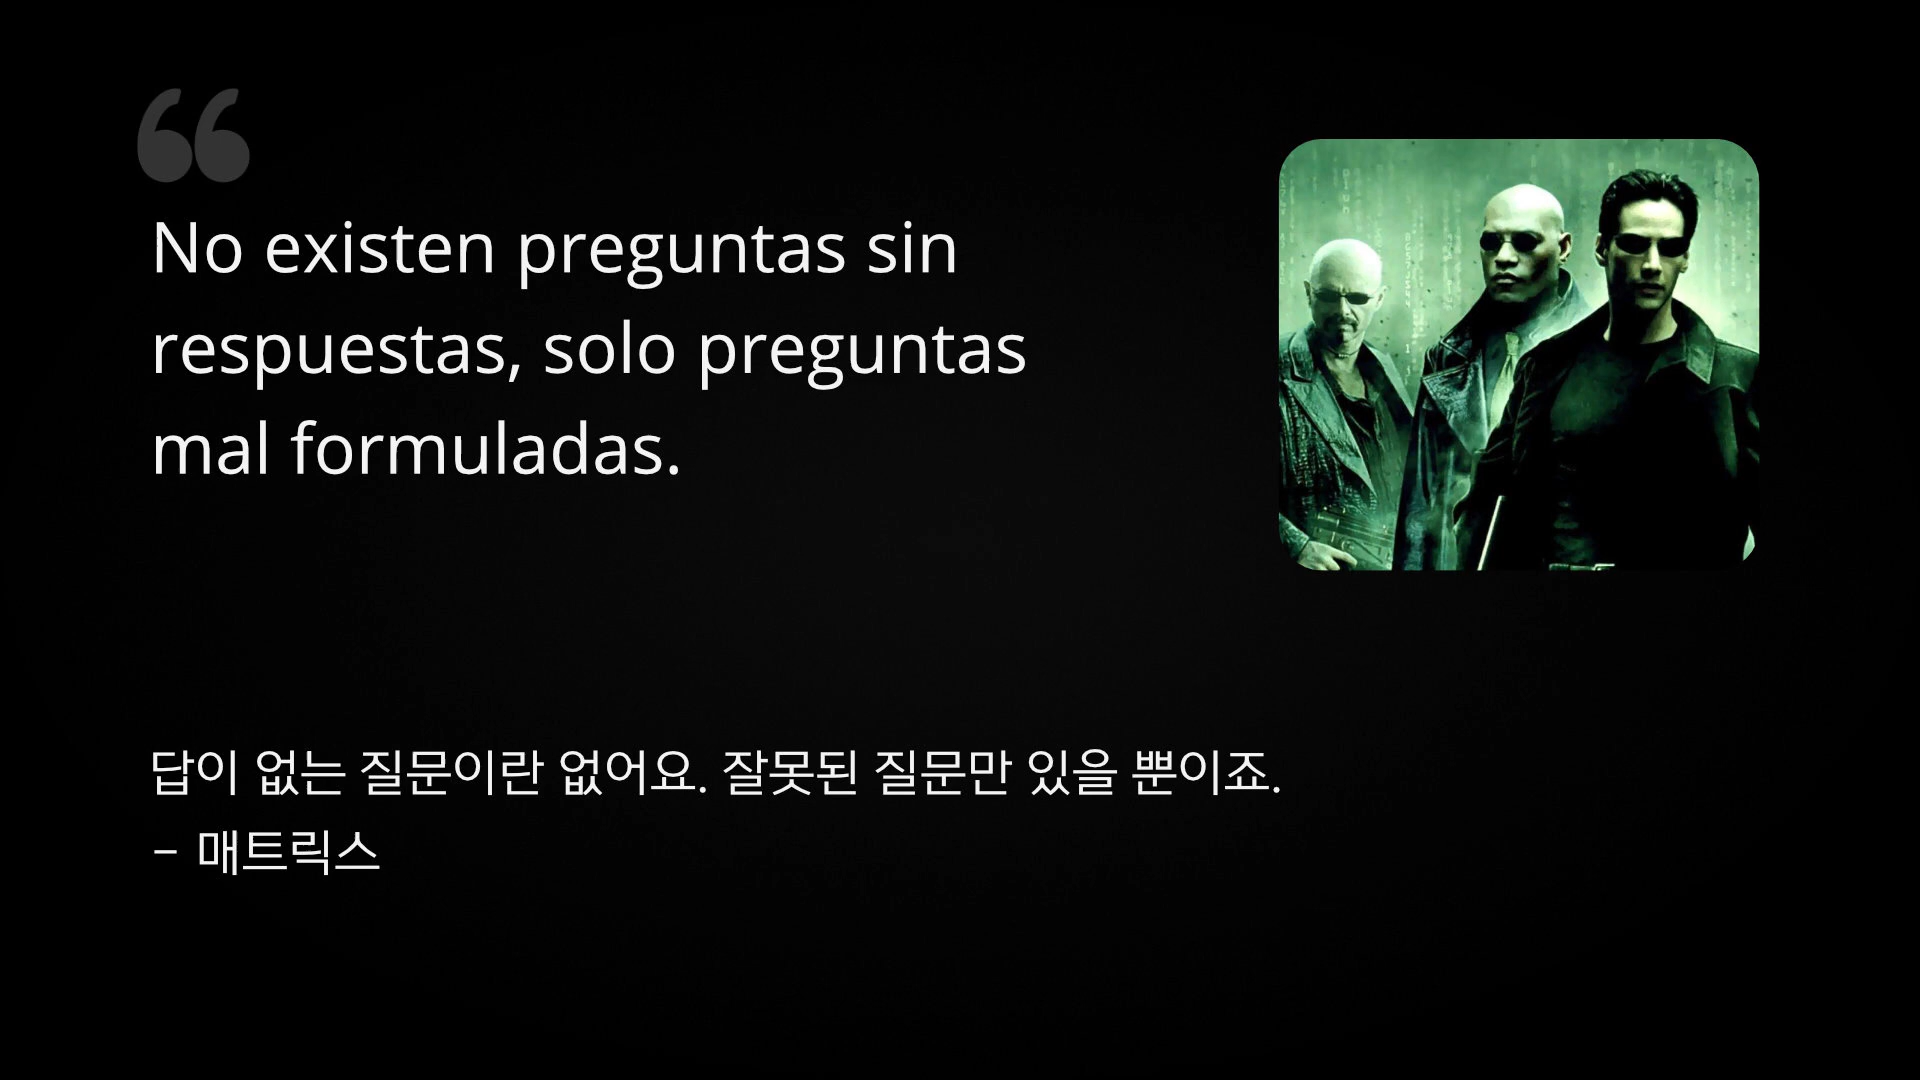 “
No existen preguntas sin
respuestas, solo preguntas
mal formuladas.
답이 없는 질문이란 없어요. 잘못된 질문만 있을 뿐이죠.
– 매트릭스